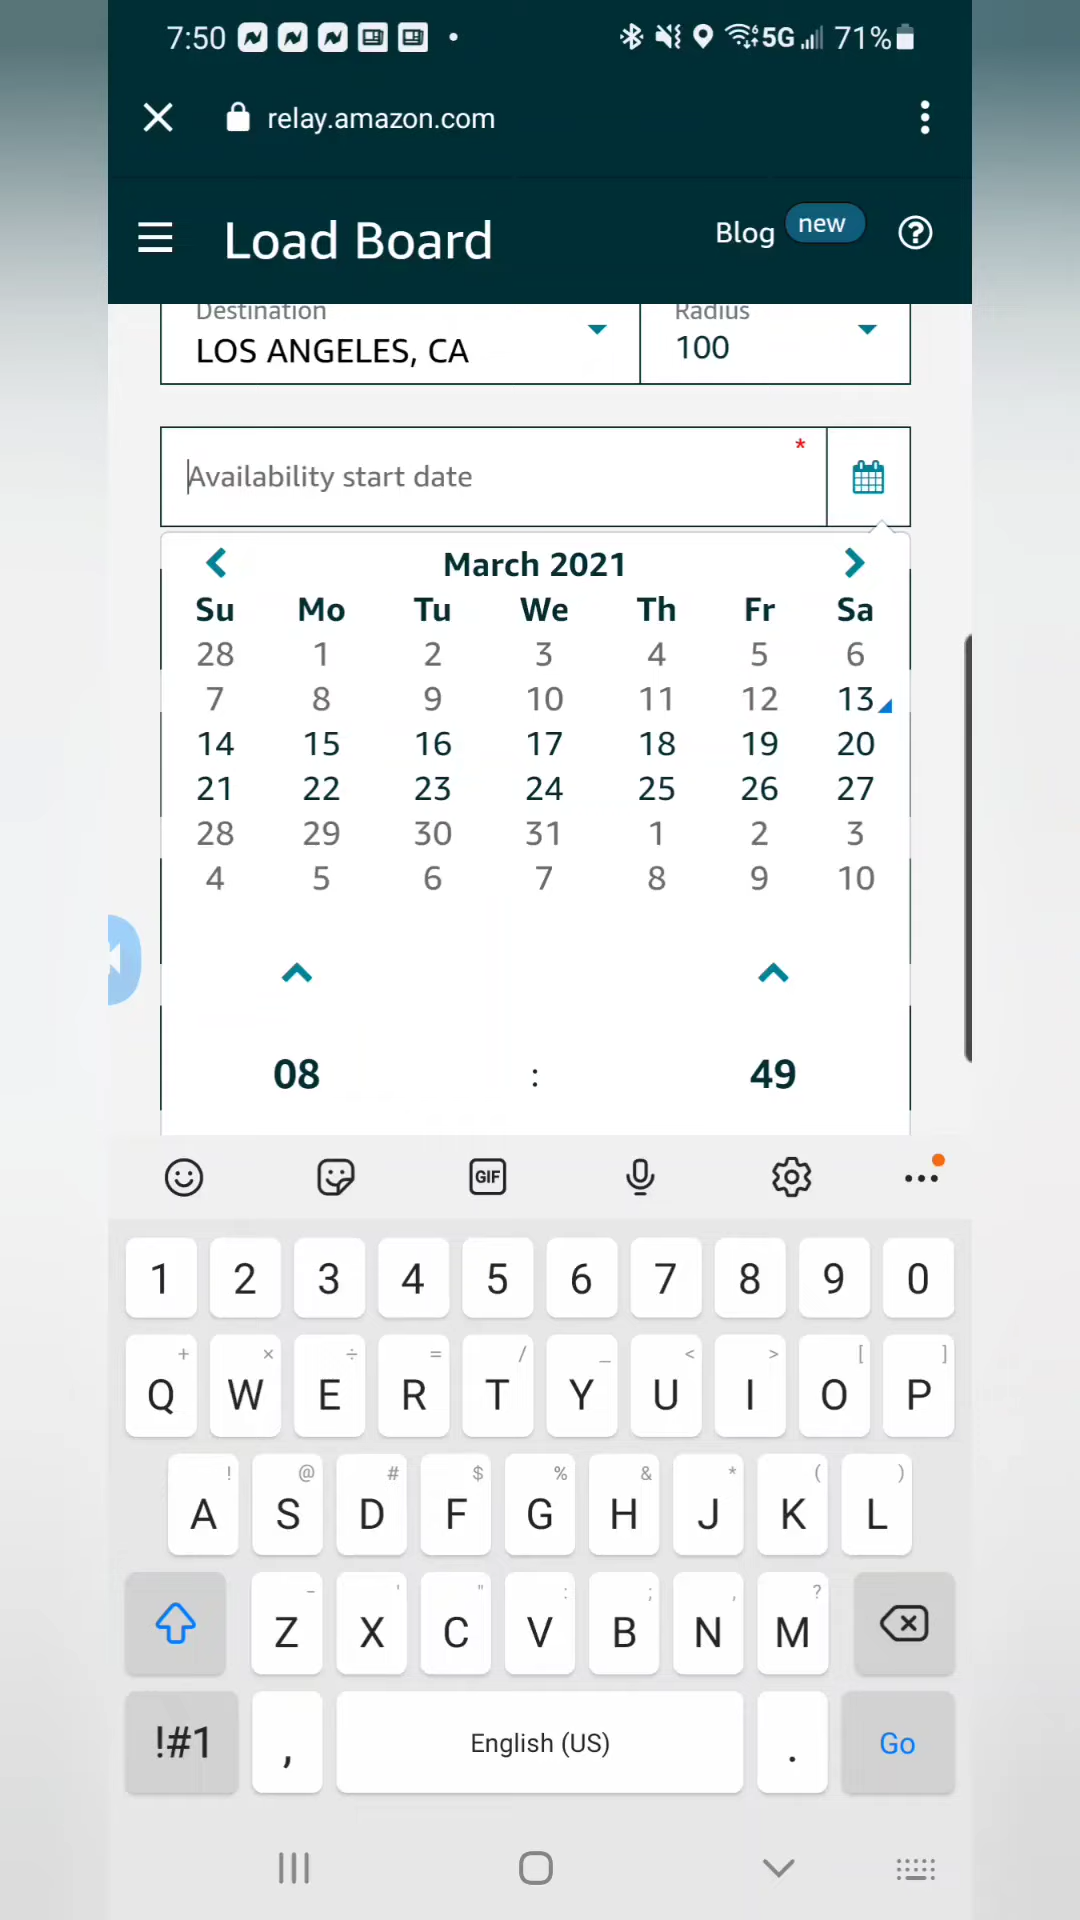 7:50 5G 71%
relay.amazon.com
Load Board Blog new ?
Destination Radius
LOS ANGELES, CA 100
Availability start date *
March 2021
Su Mo Tu We Th Fr Sa
28 1 2 3 4 5 6
7 8 9 10 11 12 13
14 15 16 17 18 19 20
21 22 23 24 25 26 27
28 29 30 31 1 2 3
4 5 6 7 8 9 10
08 : 49
GIF
1 2 3 4 5 6 7 8 9 0
+ × ÷ = / _ < > [ ]
Q W E R T Y U I O P
! @ # $ % & * ( )
A S D F G H J K L
- ' " : ; , ?
Z X C V B N M
!#1 , English (US) . Go